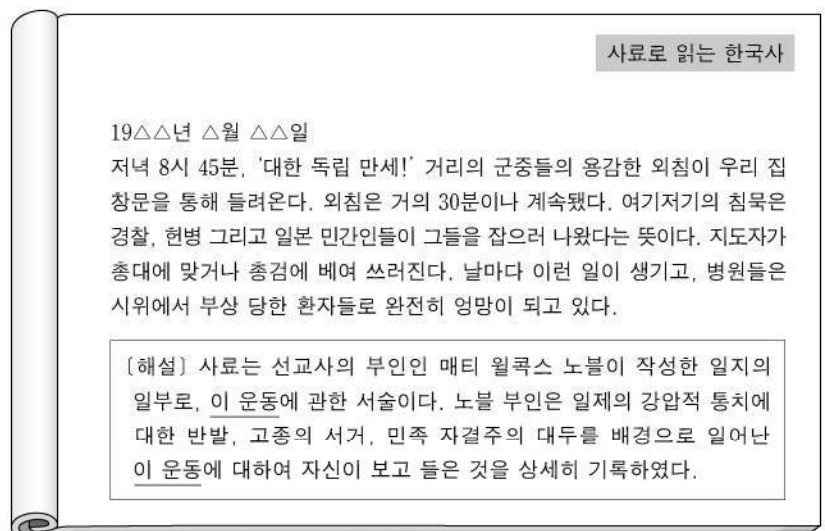 사료로 읽는 한국사
19△△년 △월 △△일
저녁 8시 45분, ‘대한 독립 만세!’ 거리의 군중들의 용감한 외침이 우리 집
창문을 통해 들려온다. 외침은 거의 30분이나 계속됐다. 여기저기의 침묵은
경찰, 헌병 그리고 일본 민간인들이 그들을 잡으러 나왔다는 뜻이다. 지도자가
총대에 맞거나 총검에 베여 쓰러진다. 날마다 이런 일이 생기고, 병원들은
시위에서 부상 당한 환자들로 완전히 엉망이 되고 있다.
〔해설〕 사료는 선교사의 부인인 매티 윌콕스 노블이 작성한 일지의
일부로, 이 운동에 관한 서술이다. 노블 부인은 일제의 강압적 통치에
대한 반발, 고종의 서거, 민족 자결주의 대두를 배경으로 일어난
이 운동에 대하여 자신이 보고 들은 것을 상세히 기록하였다.